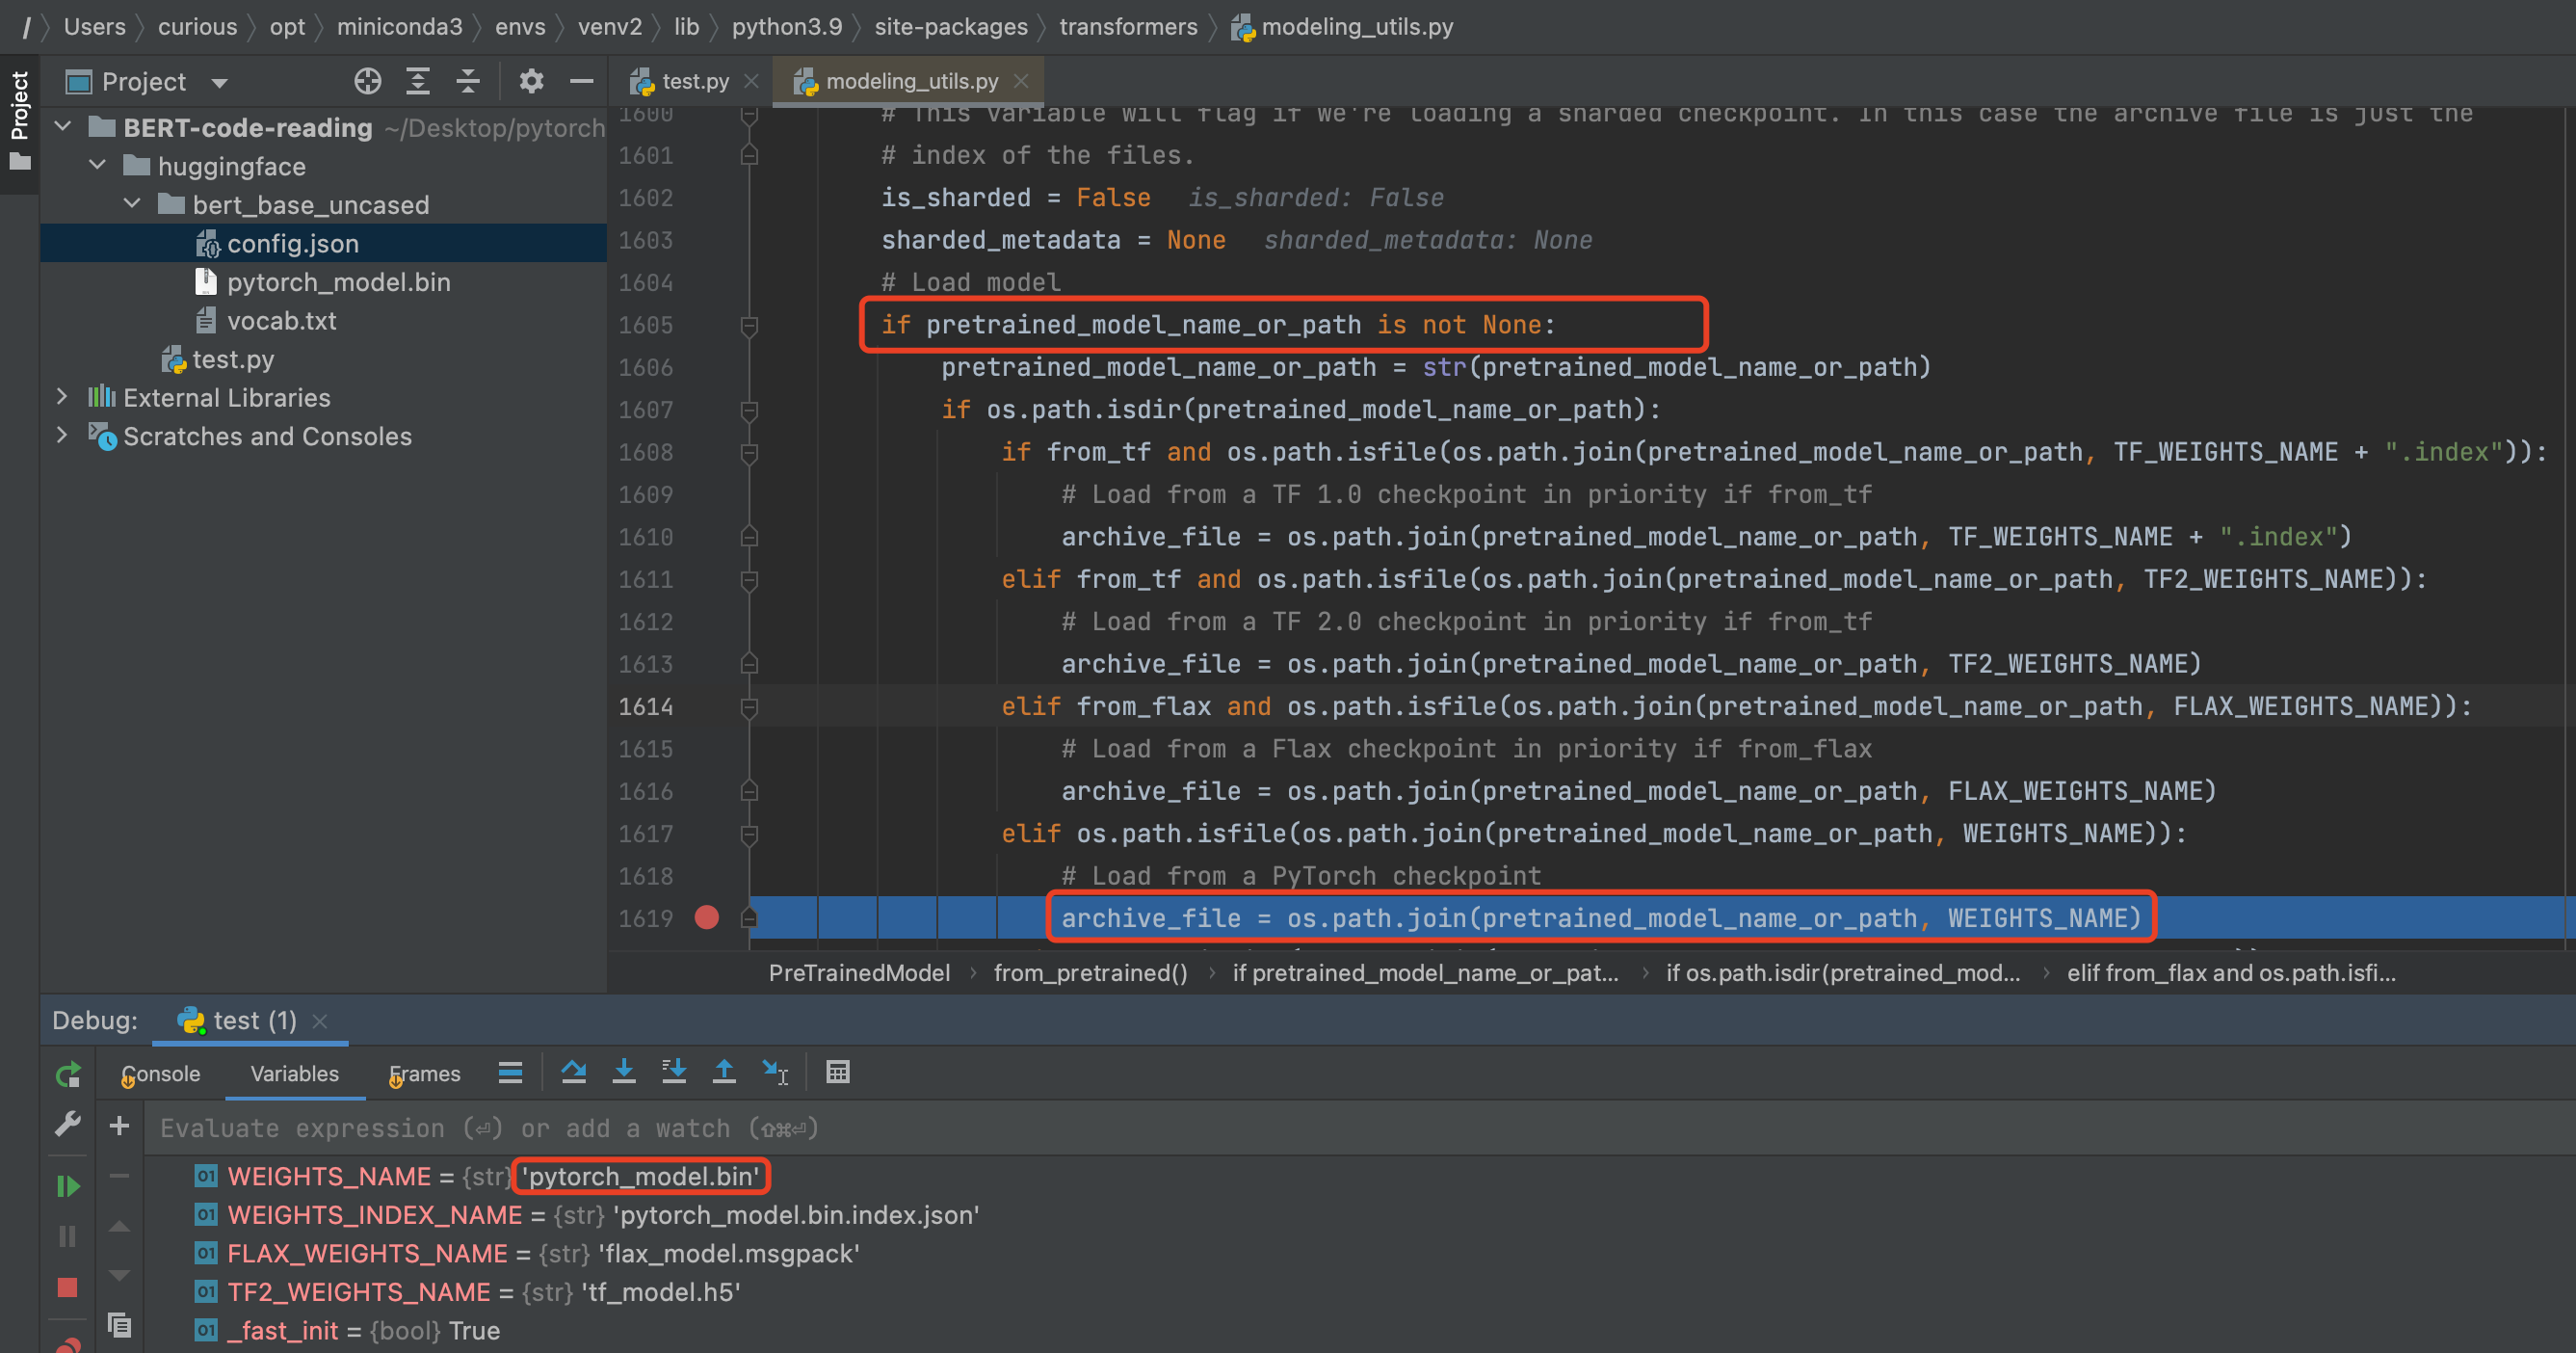 / Users curious opt miniconda3 envs venv2 lib python3.9 site-packages transformers modeling_utils.py
Project
Project
test.py
modeling_utils.py
BERT-code-reading ~/Desktop/pytorch
huggingface
bert_base_uncased
config.json
pytorch_model.bin
vocab.txt
test.py
External Libraries
Scratches and Consoles
1600 # This variable will flag if we're loading a sharded checkpoint. In this case the archive file is just the
1601 # index of the files.
1602 is_sharded = False is_sharded: False
1603 sharded_metadata = None sharded_metadata: None
1604 # Load model
1605 if pretrained_model_name_or_path is not None:
1606 pretrained_model_name_or_path = str(pretrained_model_name_or_path)
1607 if os.path.isdir(pretrained_model_name_or_path):
1608 if from_tf and os.path.isfile(os.path.join(pretrained_model_name_or_path, TF_WEIGHTS_NAME + ".index")):
1609 # Load from a TF 1.0 checkpoint in priority if from_tf
1610 archive_file = os.path.join(pretrained_model_name_or_path, TF_WEIGHTS_NAME + ".index")
1611 elif from_tf and os.path.isfile(os.path.join(pretrained_model_name_or_path, TF2_WEIGHTS_NAME)):
1612 # Load from a TF 2.0 checkpoint in priority if from_tf
1613 archive_file = os.path.join(pretrained_model_name_or_path, TF2_WEIGHTS_NAME)
1614 elif from_flax and os.path.isfile(os.path.join(pretrained_model_name_or_path, FLAX_WEIGHTS_NAME)):
1615 # Load from a Flax checkpoint in priority if from_flax
1616 archive_file = os.path.join(pretrained_model_name_or_path, FLAX_WEIGHTS_NAME)
1617 elif os.path.isfile(os.path.join(pretrained_model_name_or_path, WEIGHTS_NAME)):
1618 # Load from a PyTorch checkpoint
1619 archive_file = os.path.join(pretrained_model_name_or_path, WEIGHTS_NAME)
PreTrainedModel › from_pretrained() › if pretrained_model_name_or_pat... › if os.path.isdir(pretrained_mod... › elif from_flax and os.path.isfi...
Debug: test (1)
Console Variables Frames
Evaluate expression (⏎) or add a watch (⇧⌘⏎)
WEIGHTS_NAME = {str} 'pytorch_model.bin'
WEIGHTS_INDEX_NAME = {str} 'pytorch_model.bin.index.json'
FLAX_WEIGHTS_NAME = {str} 'flax_model.msgpack'
TF2_WEIGHTS_NAME = {str} 'tf_model.h5'
_fast_init = {bool} True